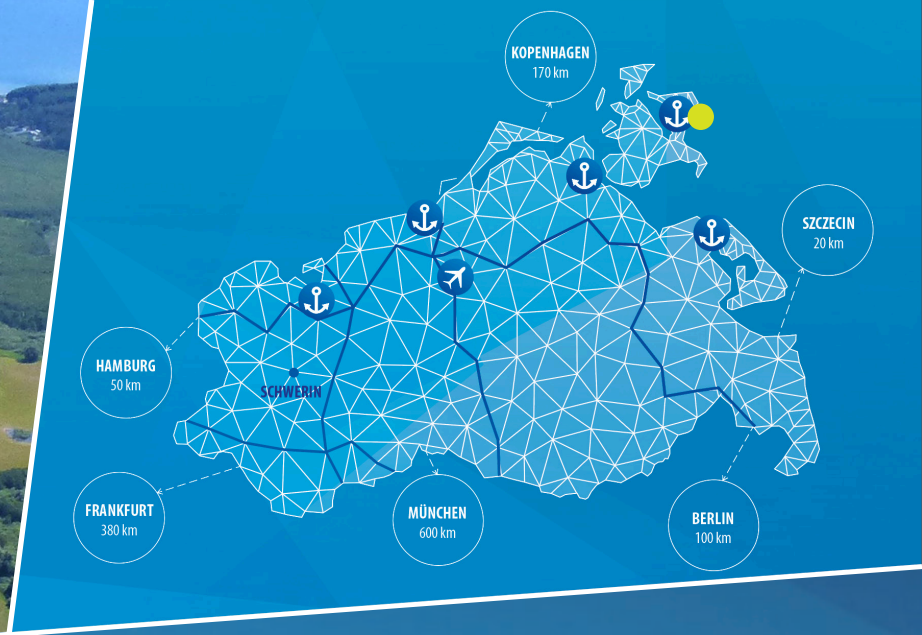 KOPENHAGEN
170 km
SZCZECIN
20 km
HAMBURG
50 km
SCHWERIN
FRANKFURT
380 km
MÜNCHEN
600 km
BERLIN
100 km